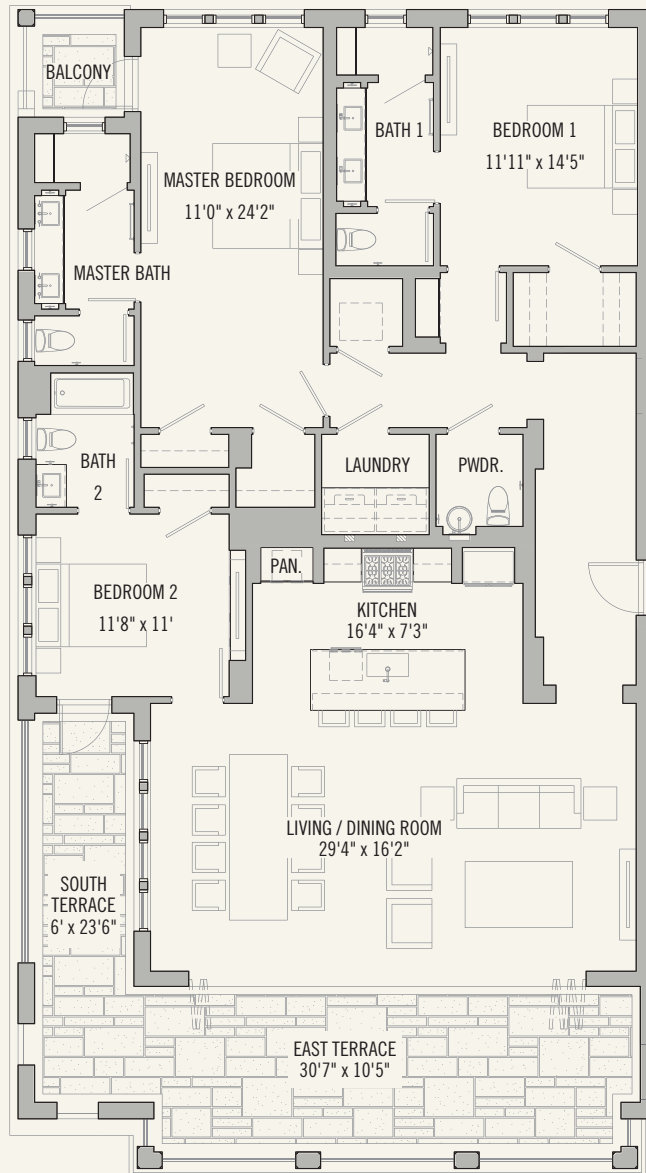 BALCONY
MASTER BEDROOM
11'0" x 24'2"
BATH 1
BEDROOM 1
11'11" x 14'5"
MASTER BATH
BATH
2
LAUNDRY
PWDR.
BEDROOM 2
11'8" x 11'
PAN.
KITCHEN
16'4" x 7'3"
LIVING / DINING ROOM
29'4" x 16'2"
SOUTH
TERRACE
6' x 23'6"
EAST TERRACE
30'7" x 10'5"